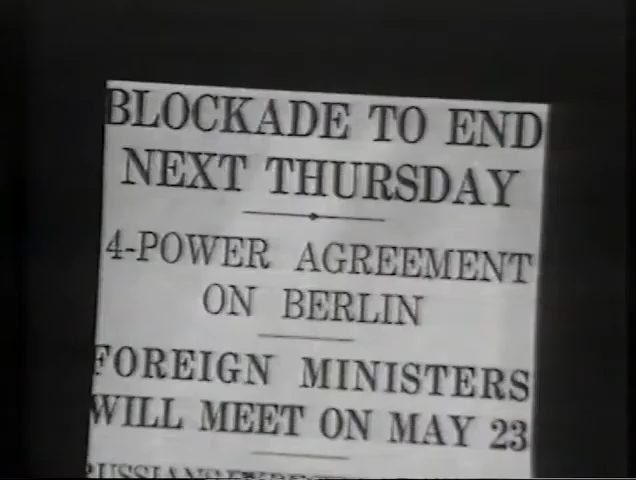 BLOCKADE TO END
NEXT THURSDAY
4-POWER AGREEMENT
ON BERLIN
FOREIGN MINISTERS
WILL MEET ON MAY 23